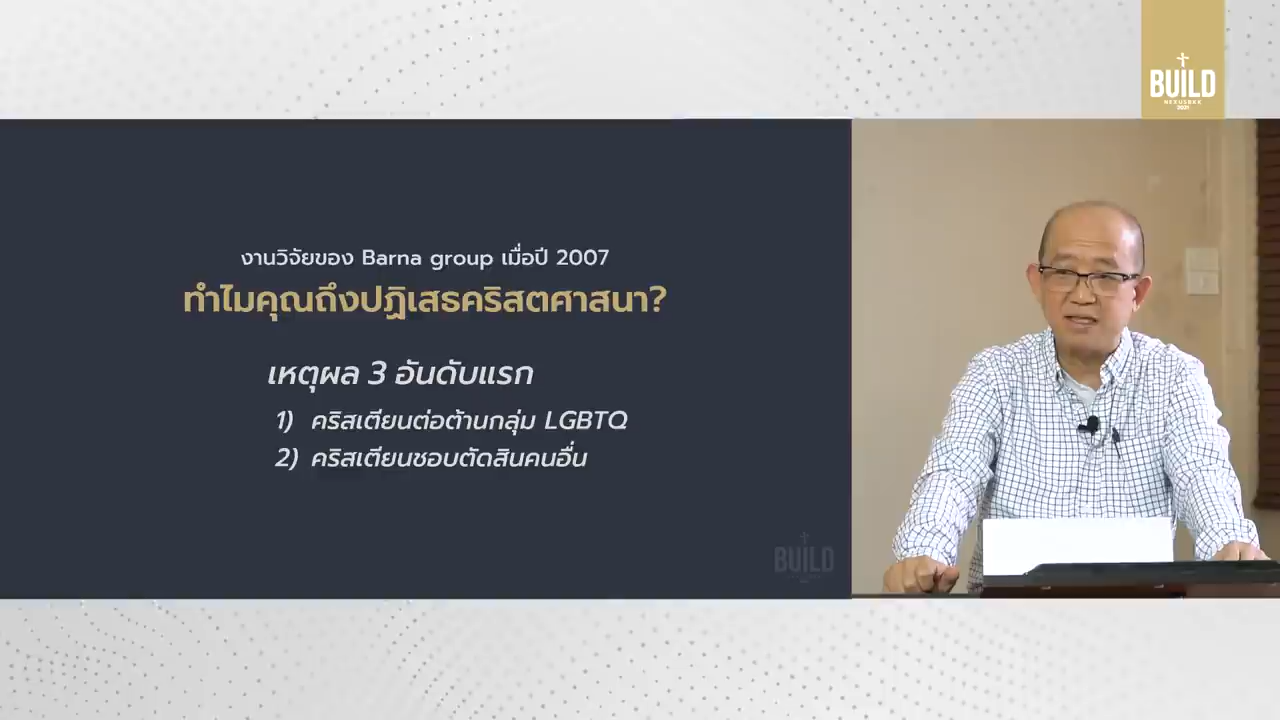 BUILD
NEXUSBKK
2021
งานวิจัยของ Barna group เมื่อปี 2007
ทำไมคุณถึงปฏิเสธคริสตศาสนา?
เหตุผล 3 อันดับแรก
1) คริสเตียนต่อต้านกลุ่ม LGBTQ
2) คริสเตียนชอบตัดสินคนอื่น
BUILD